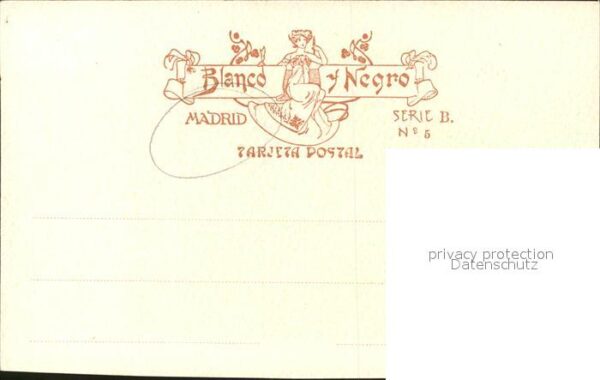 Blanco y Negro
MADRID SERIE B.
Nº 5
TARJETA POSTAL
privacy protection
Datenschutz